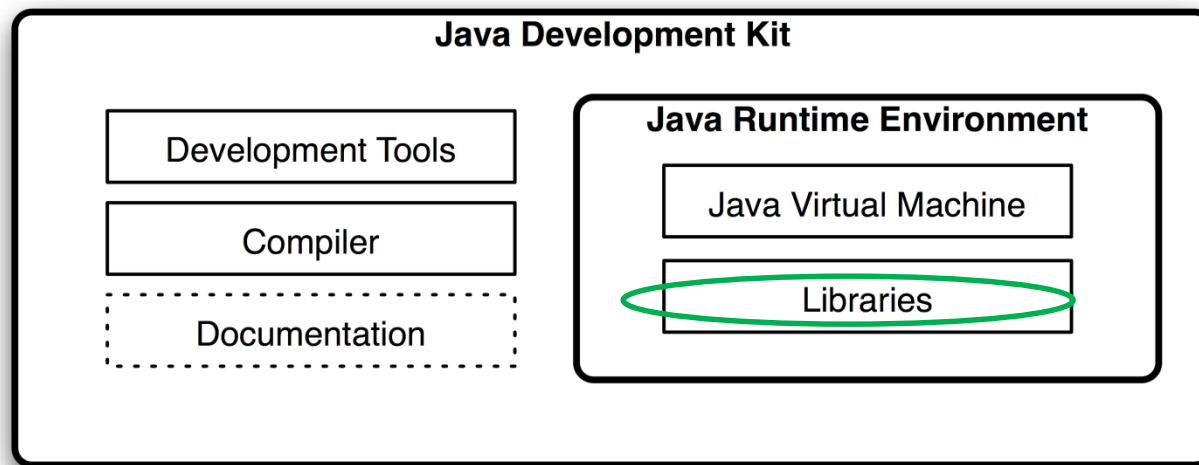 Java Development Kit
Development Tools
Compiler
Documentation
Java Runtime Environment
Java Virtual Machine
Libraries